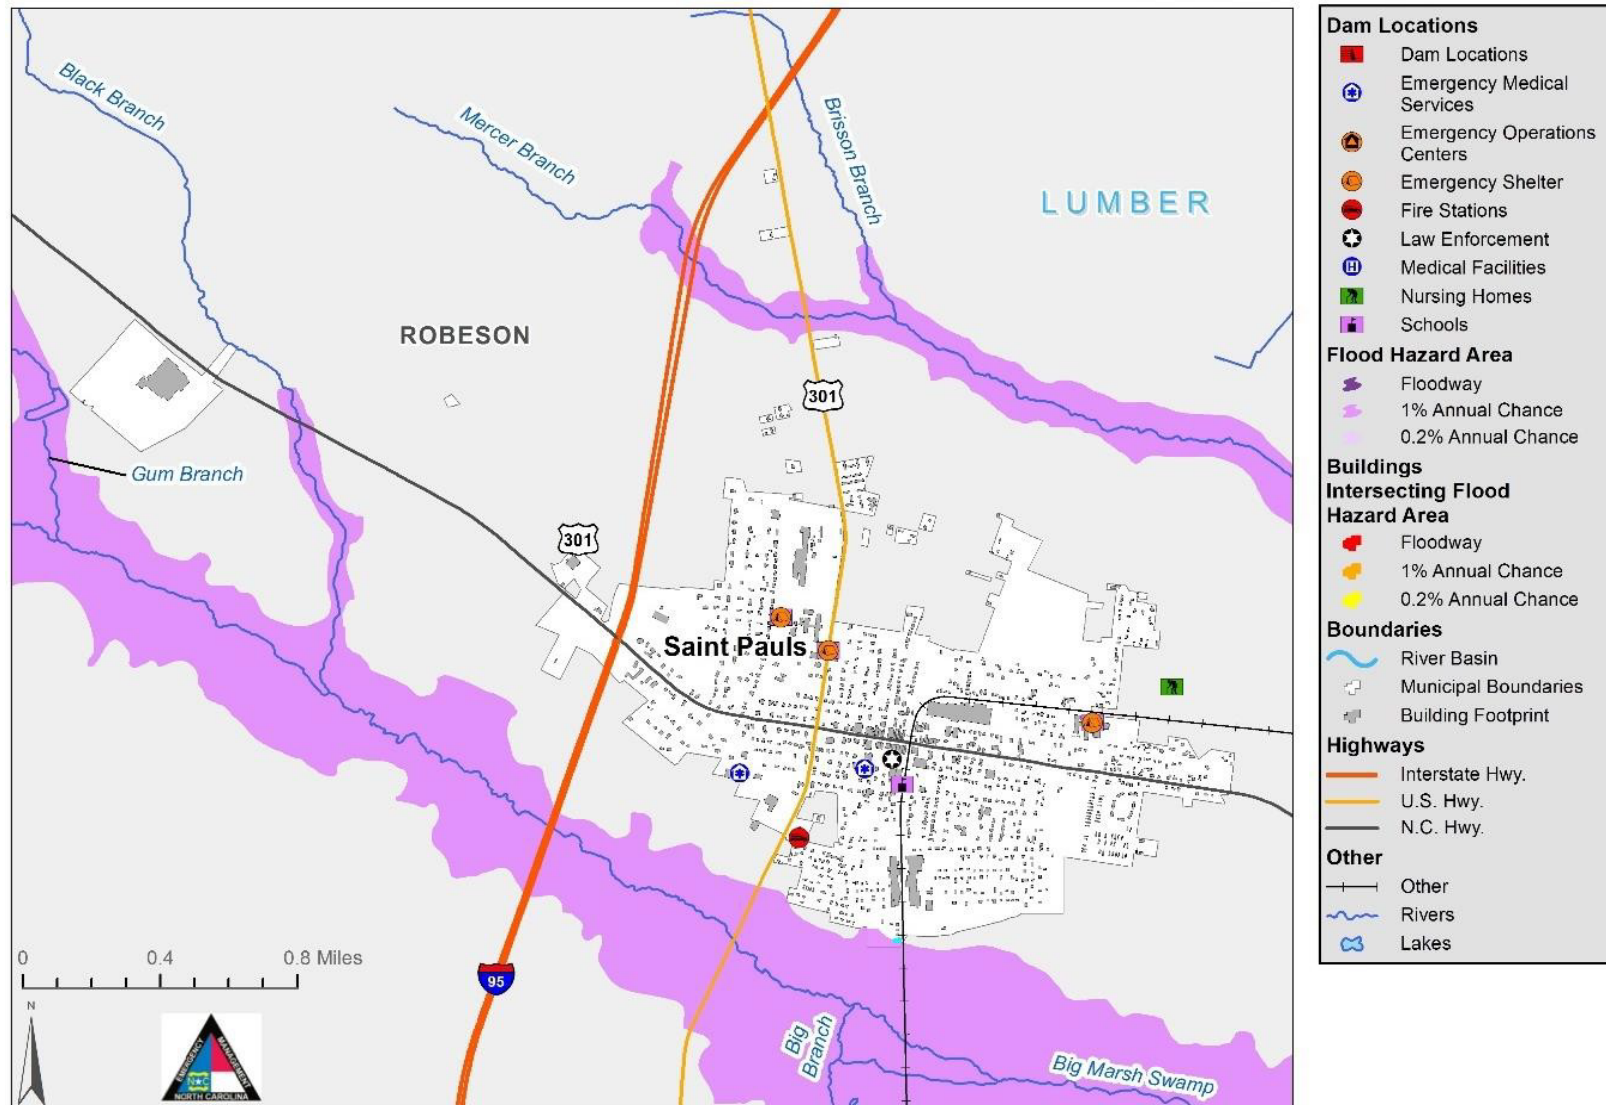 Black Branch
Mercer Branch
Brisson Branch
LUMBER
ROBESON
301
Gum Branch
301
Saint Pauls
0 0.4 0.8 Miles
95
N
EMERGENCY
MANAGEMENT
N★C
NORTH CAROLINA
Big
Branch
Big Marsh Swamp
Dam Locations
Dam Locations
Emergency Medical
Services
Emergency Operations
Centers
Emergency Shelter
Fire Stations
Law Enforcement
H
Medical Facilities
Nursing Homes
Schools
Flood Hazard Area
Floodway
1% Annual Chance
0.2% Annual Chance
Buildings
Intersecting Flood
Hazard Area
Floodway
1% Annual Chance
0.2% Annual Chance
Boundaries
River Basin
Municipal Boundaries
Building Footprint
Highways
Interstate Hwy.
U.S. Hwy.
N.C. Hwy.
Other
Other
Rivers
Lakes